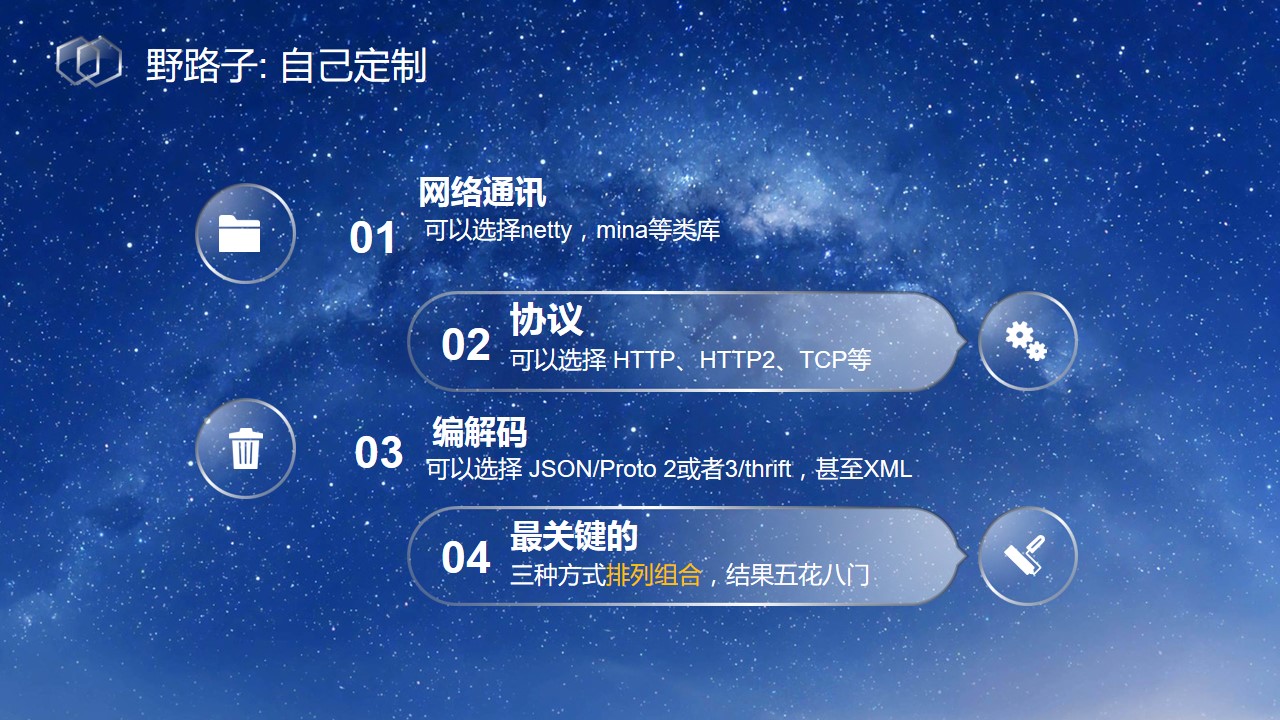 野路子: 自己定制
01
网络通讯
可以选择netty，mina等类库
02
协议
可以选择 HTTP、HTTP2、TCP等
03
编解码
可以选择 JSON/Proto 2或者3/thrift，甚至XML
04
最关键的
三种方式排列组合，结果五花八门